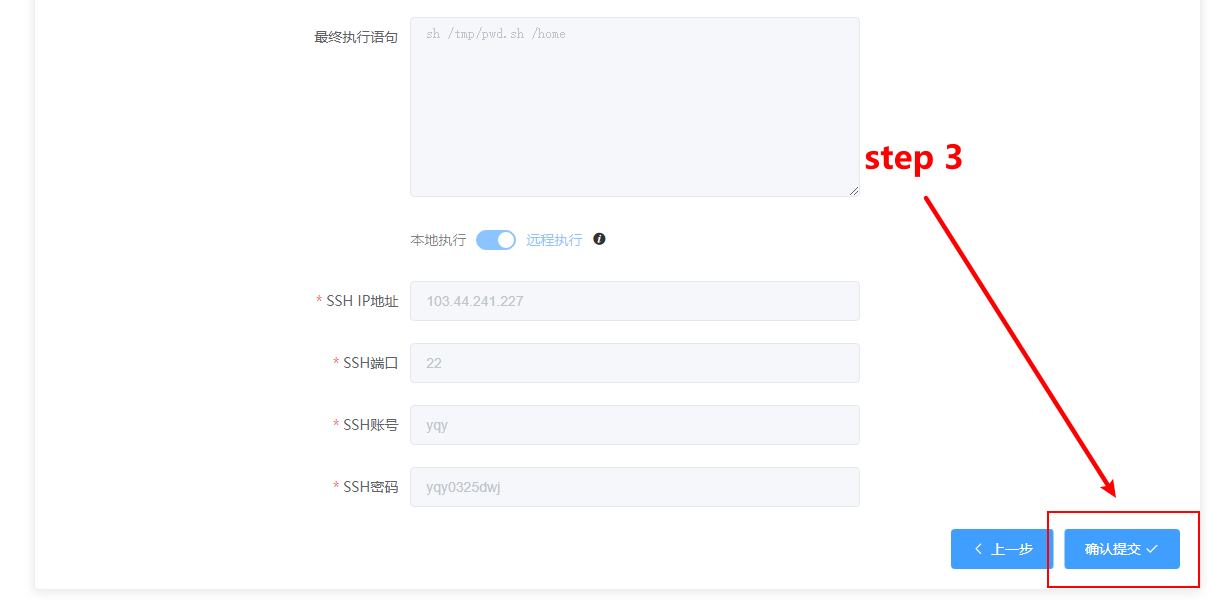 最终执行语句
sh /tmp/pwd.sh /home
step 3
本地执行 远程执行
* SSH IP地址 103.44.241.227
* SSH端口 22
* SSH账号 yqy
* SSH密码 yqy0325dwj
上一步 确认提交